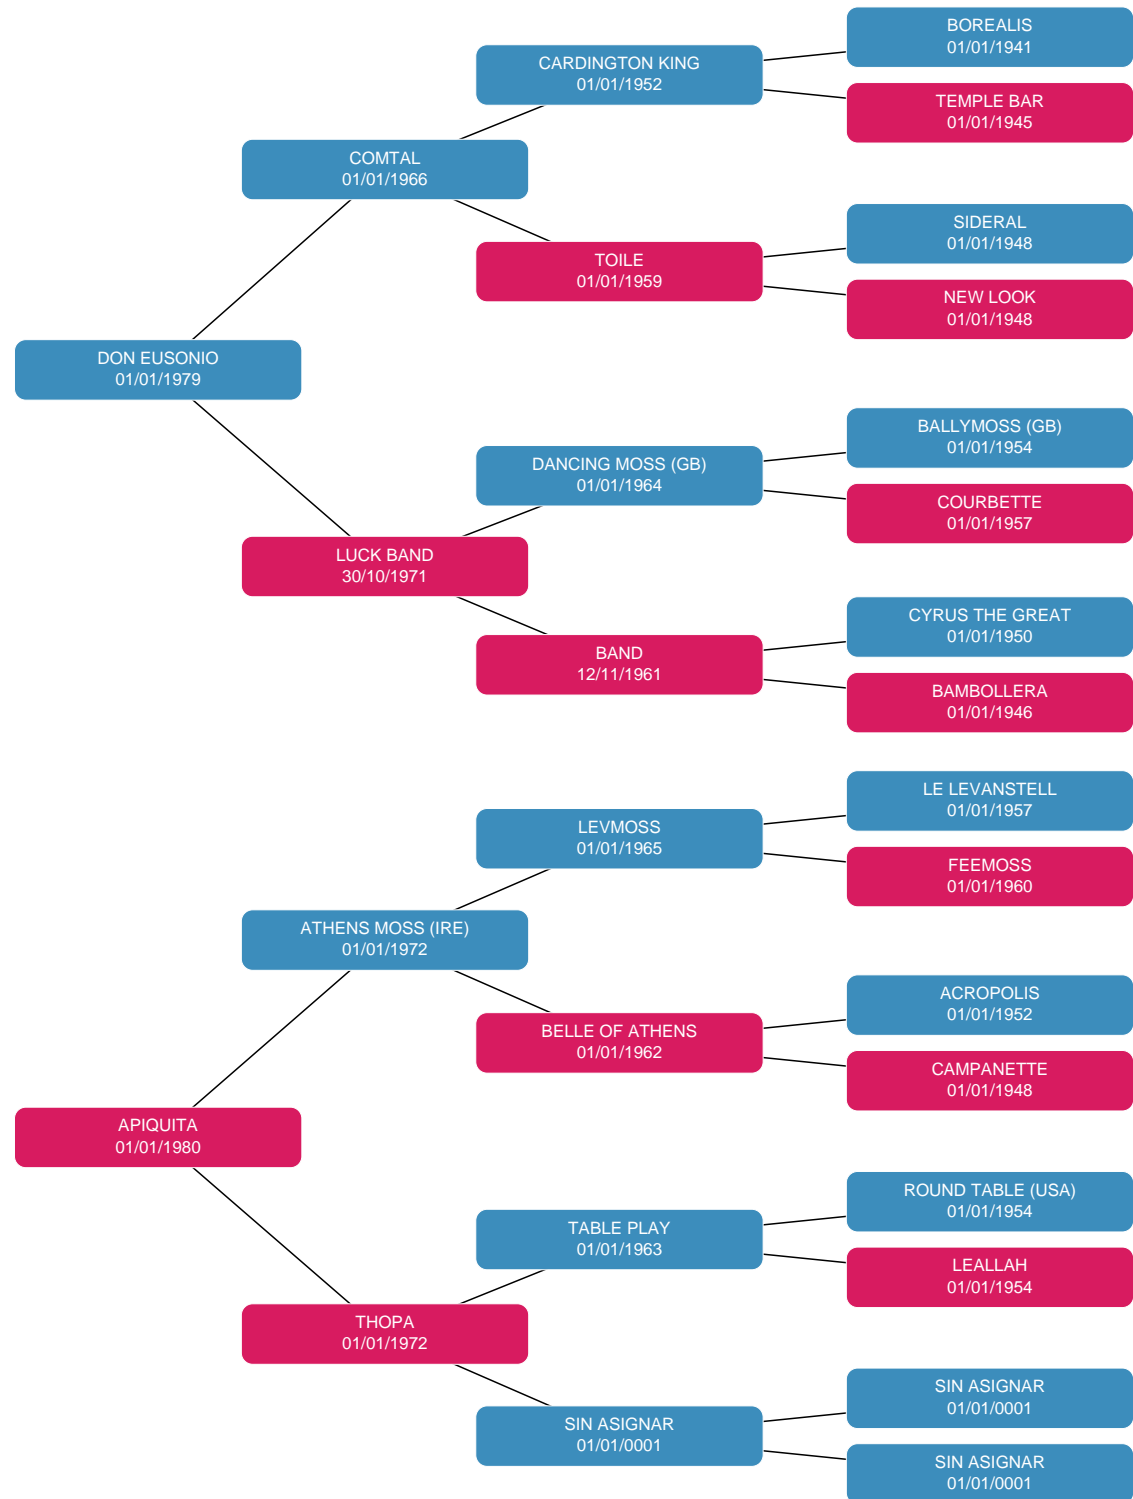 BOREALIS
01/01/1941
CARDINGTON KING
01/01/1952
TEMPLE BAR
01/01/1945
COMTAL
01/01/1966
SIDERAL
01/01/1948
TOILE
01/01/1959
NEW LOOK
01/01/1948
DON EUSONIO
01/01/1979
BALLYMOSS (GB)
01/01/1954
DANCING MOSS (GB)
01/01/1964
COURBETTE
01/01/1957
LUCK BAND
30/10/1971
CYRUS THE GREAT
01/01/1950
BAND
12/11/1961
BAMBOLLERA
01/01/1946
LE LEVANSTELL
01/01/1957
LEVMOSS
01/01/1965
FEEMOSS
01/01/1960
ATHENS MOSS (IRE)
01/01/1972
ACROPOLIS
01/01/1952
BELLE OF ATHENS
01/01/1962
CAMPANETTE
01/01/1948
APIQUITA
01/01/1980
ROUND TABLE (USA)
01/01/1954
TABLE PLAY
01/01/1963
LEALLAH
01/01/1954
THOPA
01/01/1972
SIN ASIGNAR
01/01/0001
SIN ASIGNAR
01/01/0001
SIN ASIGNAR
01/01/0001